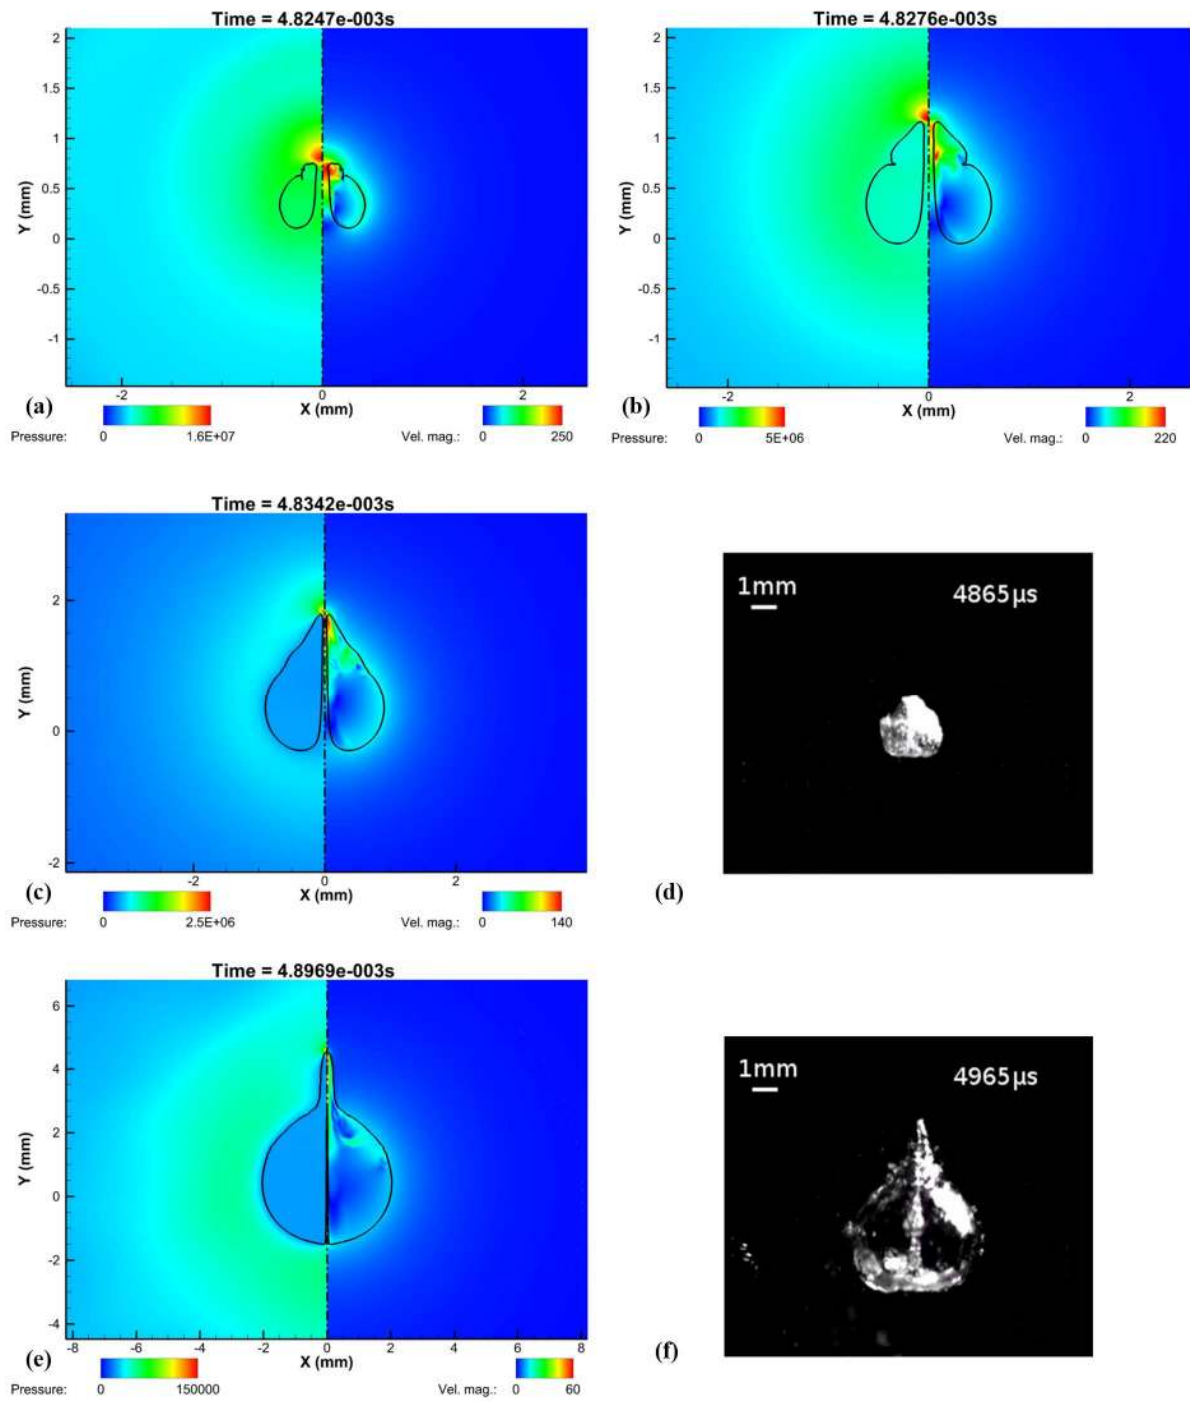 Time = 4.8247e-003s
Y (mm)
2
1.5
1
0.5
0
-0.5
-1
-2 0 2
X (mm)
(a)
Pressure: 0 1.6E+07 Vel. mag.: 0 250
Time = 4.8276e-003s
Y (mm)
2
1.5
1
0.5
0
-0.5
-1
-2 0 2
X (mm)
(b)
Pressure: 0 5E+06 Vel. mag.: 0 220
Time = 4.8342e-003s
Y (mm)
2
0
-2
-2 0 2
X (mm)
(c)
Pressure: 0 2.5E+06 Vel. mag.: 0 140
1mm 4865μs
(d)
Time = 4.8969e-003s
Y (mm)
6
4
2
0
-2
-4
-8 -6 -4 -2 0 2 4 6 8
X (mm)
(e)
Pressure: 0 150000 Vel. mag.: 0 60
1mm 4965μs
(f)